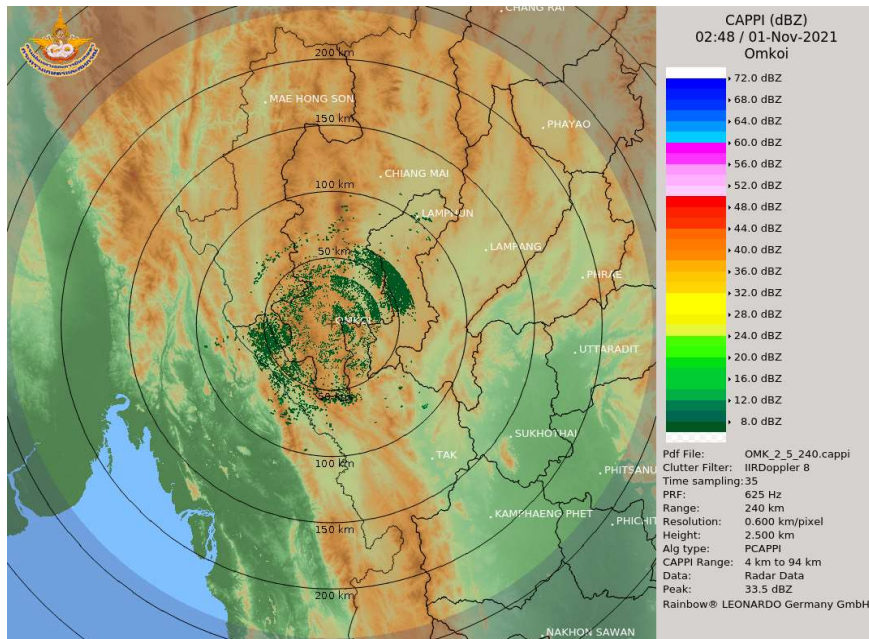 CHANG RAI
200 km
MAE HONG SON
150 km
PHAYAO
CHIANG MAI
100 km
LAMPHUN
50 km
LAMPANG
PHRAE
OMKOI
UTTARADIT
50 km
SUKHOTHAI
100 km
TAK
PHITSANU
KAMPHAENG PHET
PHICHIT
150 km
200 km
NAKHON SAWAN
CAPPI (dBZ)
02:48 / 01-Nov-2021
Omkoi
72.0 dBZ
68.0 dBZ
64.0 dBZ
60.0 dBZ
56.0 dBZ
52.0 dBZ
48.0 dBZ
44.0 dBZ
40.0 dBZ
36.0 dBZ
32.0 dBZ
28.0 dBZ
24.0 dBZ
20.0 dBZ
16.0 dBZ
12.0 dBZ
8.0 dBZ
Pdf File: OMK_2_5_240.cappi
Clutter Filter: IIRDoppler 8
Time sampling:35
PRF: 625 Hz
Range: 240 km
Resolution: 0.600 km/pixel
Height: 2.500 km
Alg type: PCAPPI
CAPPI Range: 4 km to 94 km
Data: Radar Data
Peak: 33.5 dBZ
Rainbow® LEONARDO Germany GmbH